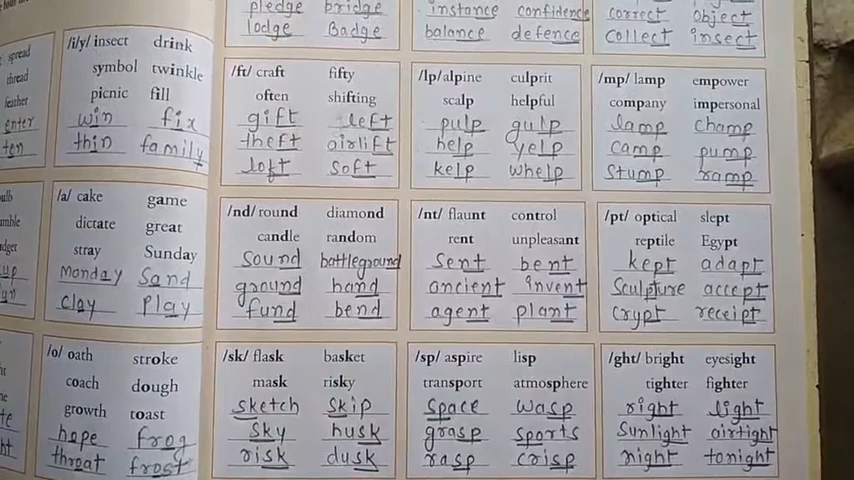 pledge bridge
lodge Badge
instance confidence
balance defence
correct object
collect insect
spread
thread
leather
enter
ten
/i/y/ insect drink
symbol twinkle
picnic fill
win fix
thin family
/ft/ craft fifty
often shifting
gift left
theft airlift
loft soft
/lp/ alpine culprit
scalp helpful
pulp gulp
help yelp
kelp whelp
/mp/ lamp empower
company impersonal
lamp champ
camp pump
stump ramp
/a/ cake game
dictate great
stray Sunday
Monday Sand
clay Play
/nd/ round diamond
candle random
sound battleground
ground hand
fund bend
/nt/ flaunt control
rent unpleasant
sent bent
ancient invent
agent plant
/pt/ optical slept
reptile Egypt
kept adapt
Sculpture accept
crypt receipt
/o/ oath stroke
coach dough
growth toast
hope frog
throat frost
/sk/ flask basket
mask risky
sketch skip
sky husk
risk dusk
/sp/ aspire lisp
transport atmosphere
space wasp
grasp sports
rasp crisp
/ght/ bright eyesight
tighter fighter
right light
Sunlight airtight
night tonight